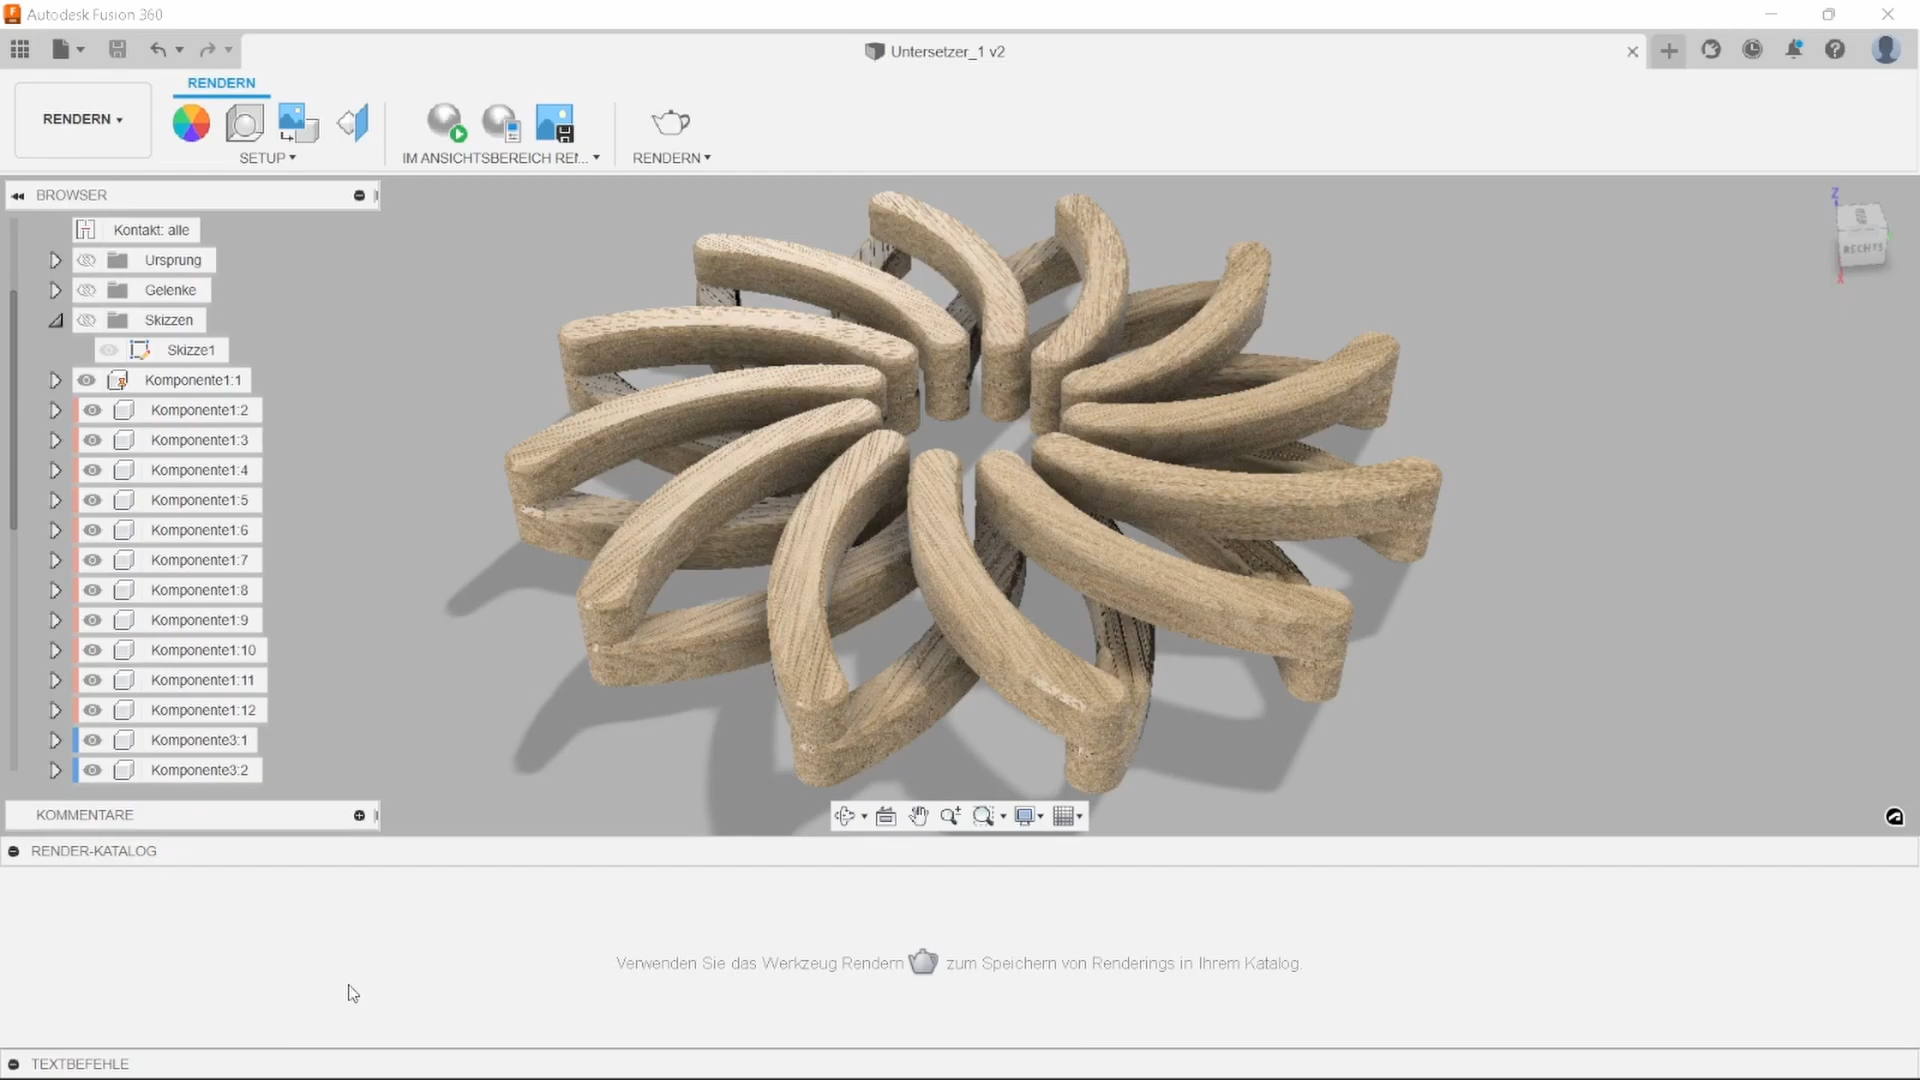 Autodesk Fusion 360
Untersetzer_1 v2
RENDERN
RENDERN ▾
SETUP ▾
IM ANSICHTSBEREICH REI... ▾
RENDERN ▾
BROWSER
Kontakt: alle
Ursprung
Gelenke
Skizzen
Skizze1
Komponente1:1
Komponente1:2
Komponente1:3
Komponente1:4
Komponente1:5
Komponente1:6
Komponente1:7
Komponente1:8
Komponente1:9
Komponente1:10
Komponente1:11
Komponente1:12
Komponente3:1
Komponente3:2
Z
RECHTS
X
KOMMENTARE
RENDER-KATALOG
Verwenden Sie das Werkzeug Rendern zum Speichern von Renderings in Ihrem Katalog.
TEXTBEFEHLE